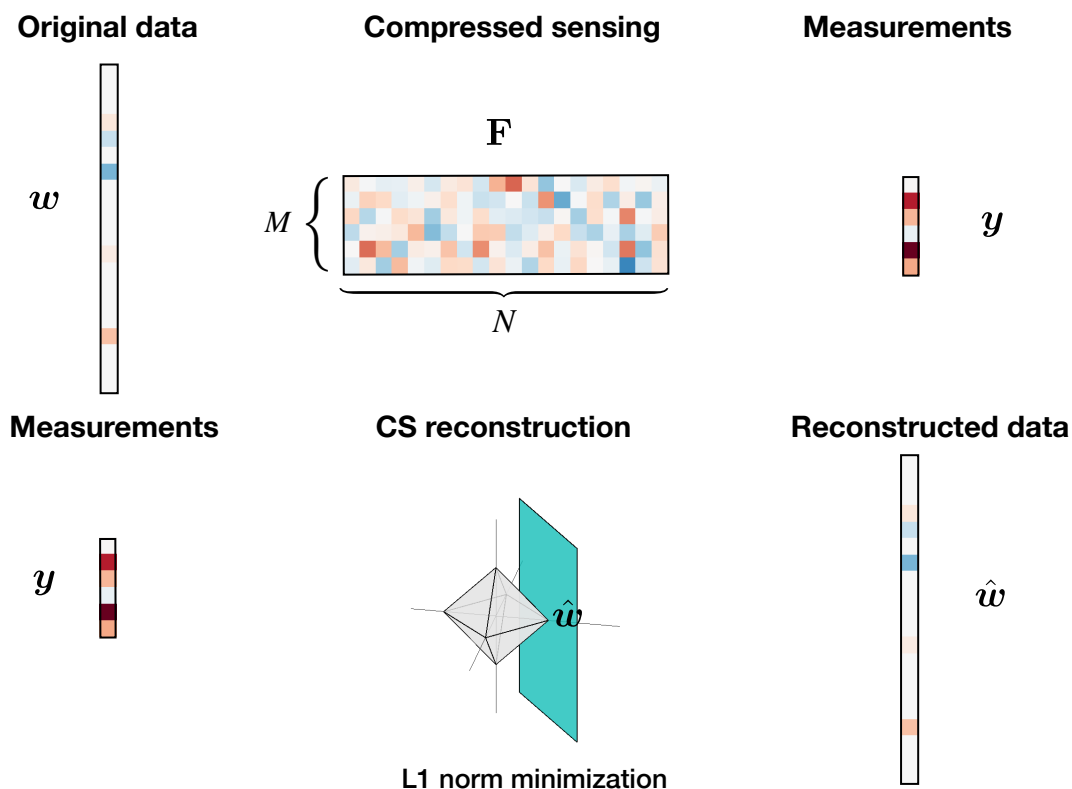 Original data
Compressed sensing
Measurements
w
F
M
N
y
Measurements
CS reconstruction
Reconstructed data
y
ŵ
ŵ
L1 norm minimization